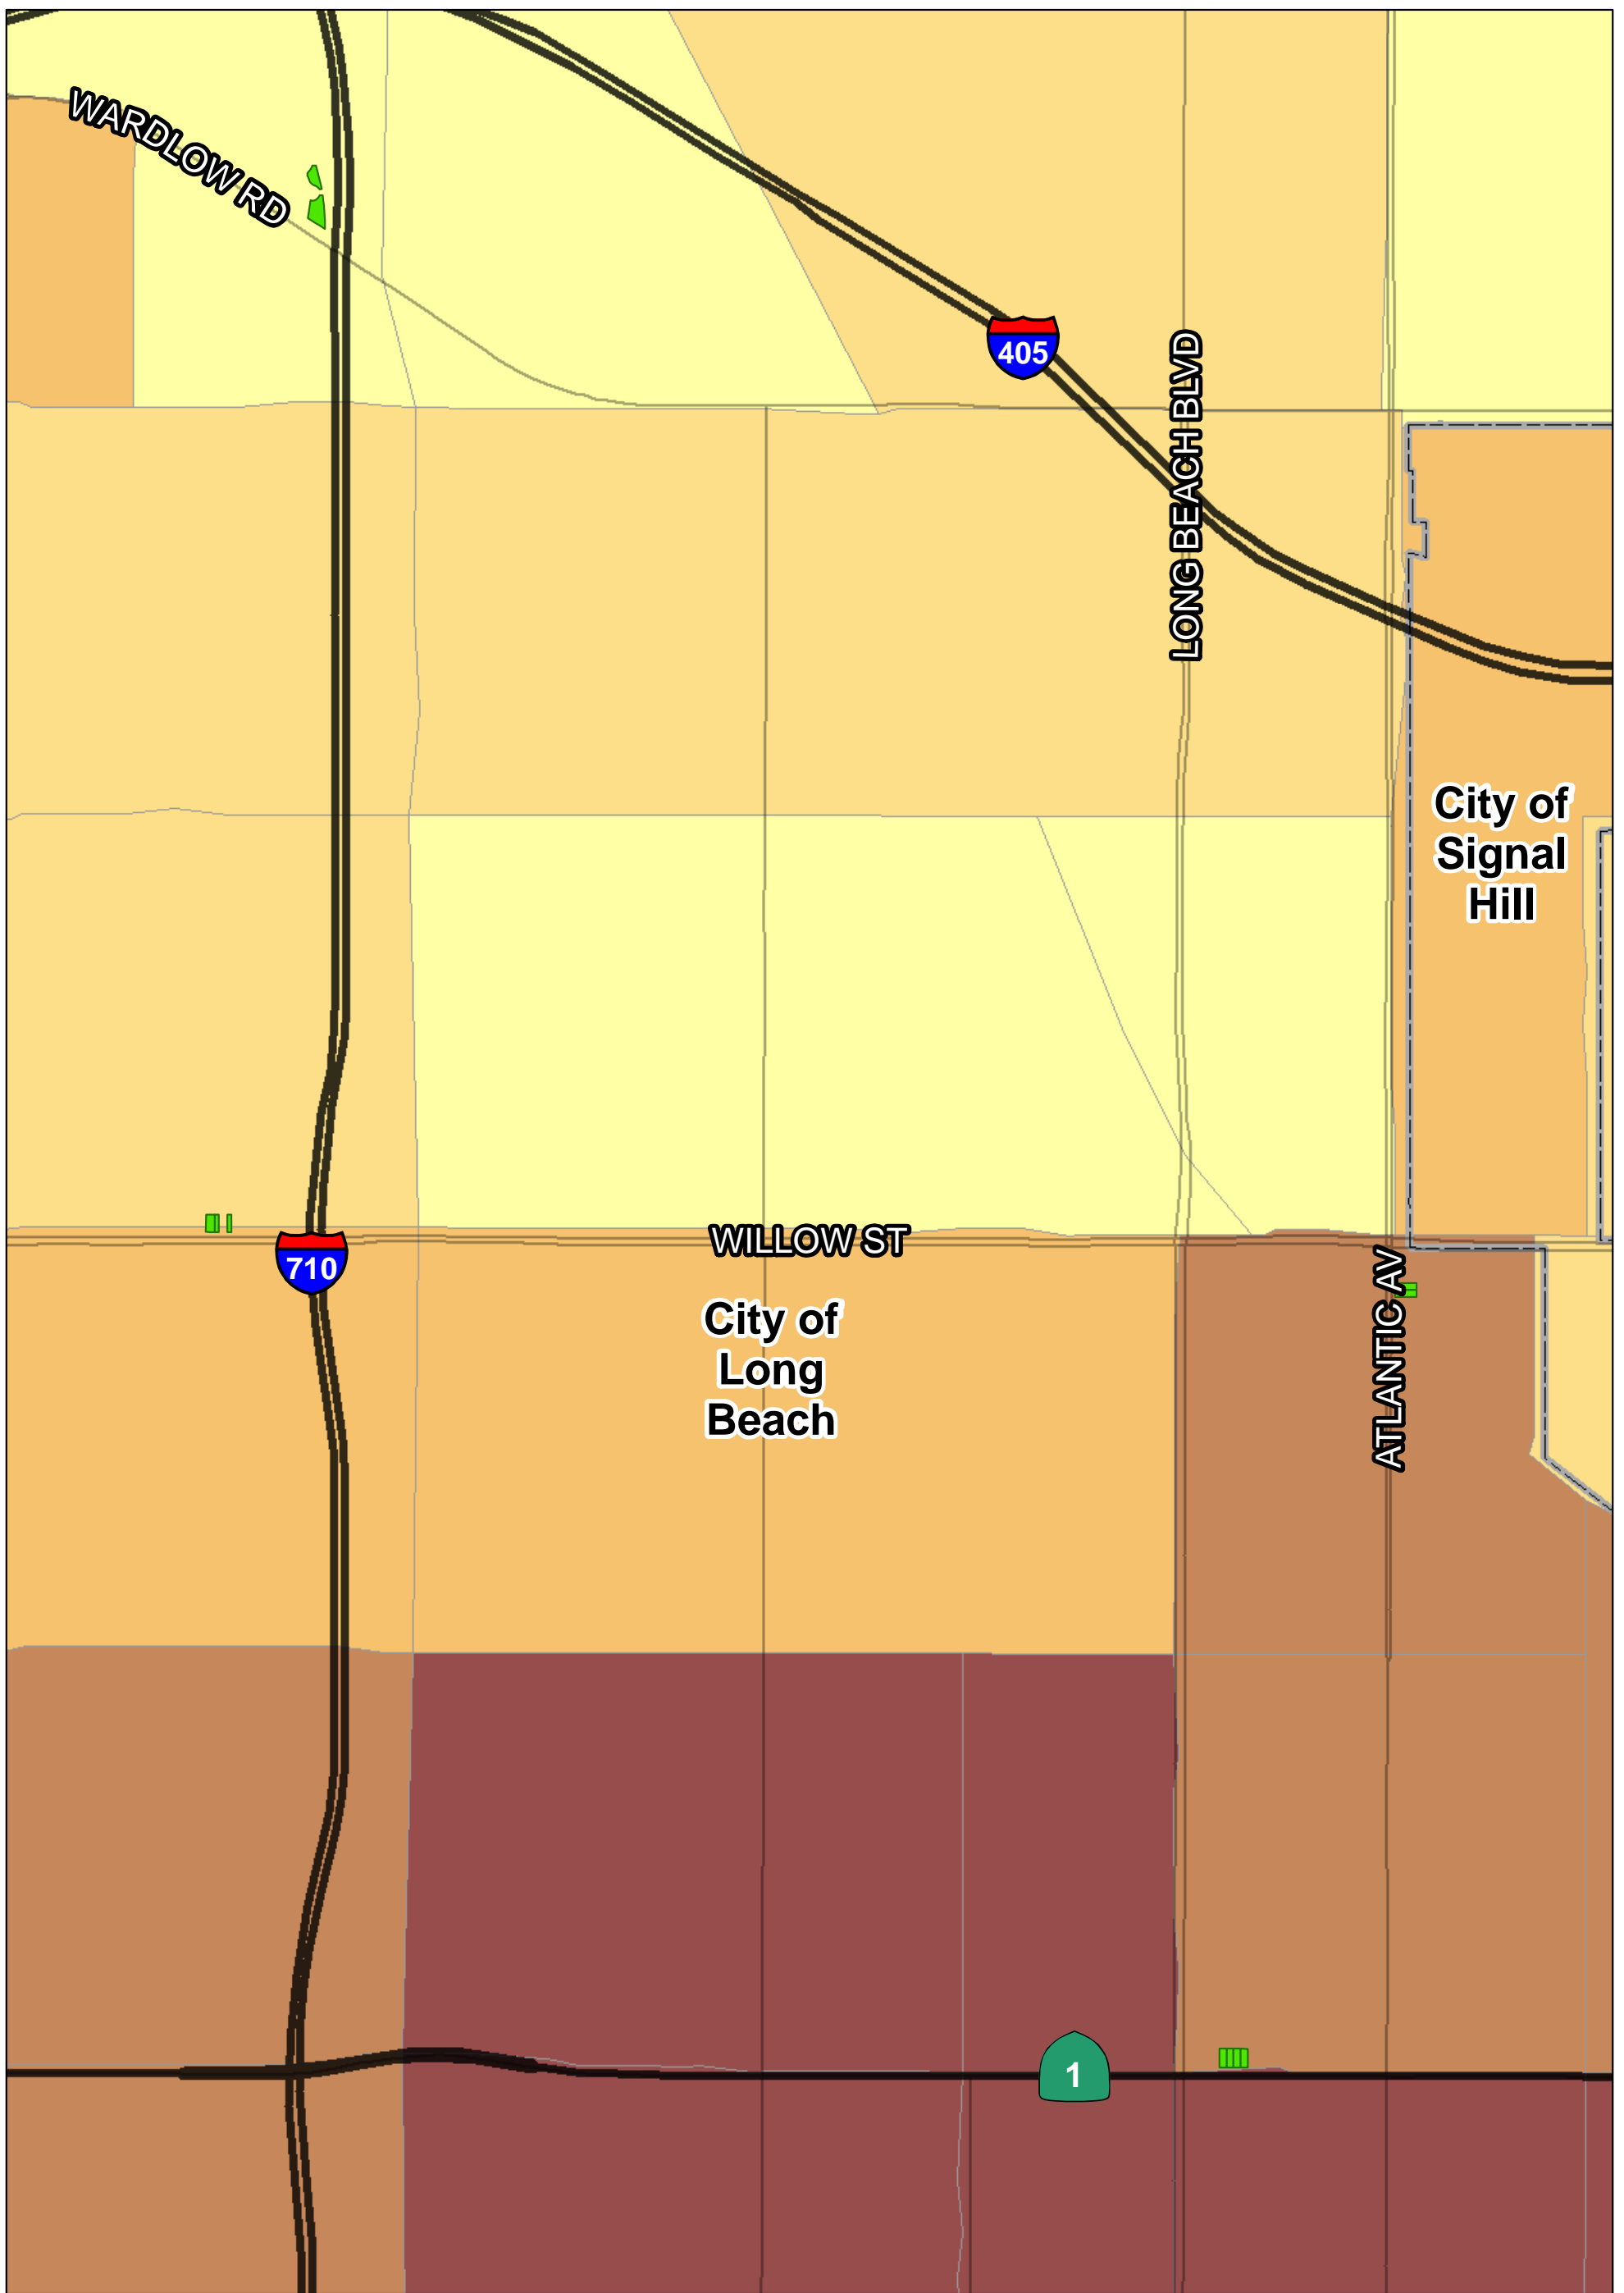 WARDLOW RD
405
LONG BEACH BLVD
City of
Signal
Hill
WILLOW ST
710
City of
Long
Beach
ATLANTIC AV
1